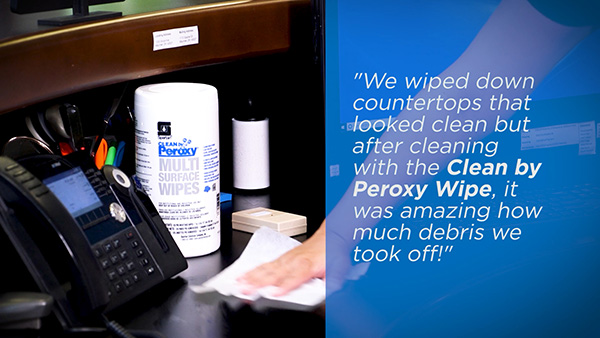 Spartan
CLEAN by
Peroxy
MULTI
SURFACE
WIPES
"We wiped down
countertops that
looked clean but
after cleaning
with the Clean by
Peroxy Wipe, it
was amazing how
much debris we
took off!"